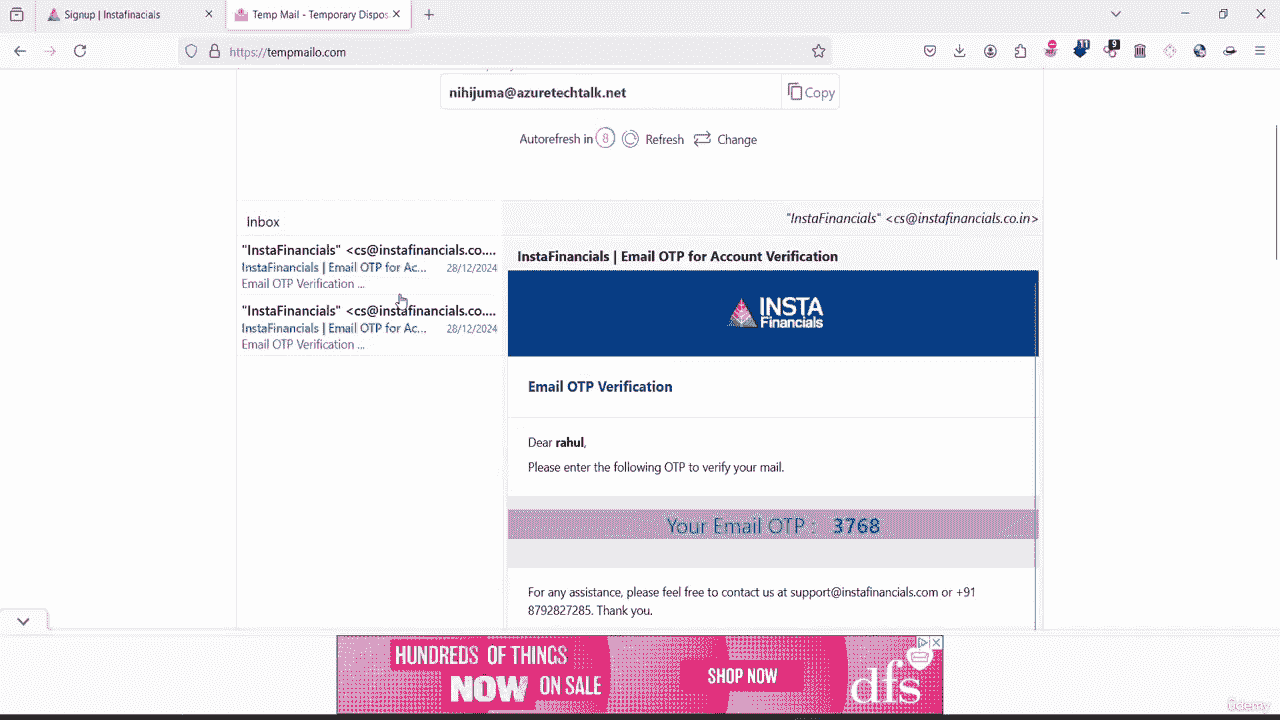 Signup | Instafinacials
Temp Mail - Temporary Dispos
https://tempmailo.com
11
9
nihijuma@azuretechtalk.net
Copy
Autorefresh in 8 Refresh Change
Inbox
"InstaFinancials" <cs@instafinancials.co....
InstaFinancials | Email OTP for Ac... 28/12/2024
Email OTP Verification ...
"InstaFinancials" <cs@instafinancials.co....
InstaFinancials | Email OTP for Ac... 28/12/2024
Email OTP Verification ...
"InstaFinancials" <cs@instafinancials.co.in>
InstaFinancials | Email OTP for Account Verification
INSTA
Financials
Email OTP Verification
Dear rahul,
Please enter the following OTP to verify your mail.
Your Email OTP : 3768
For any assistance, please feel free to contact us at support@instafinancials.com or +91
8792827285. Thank you.
HUNDREDS OF THINGS
NOW ON SALE
SHOP NOW
dfs
Udemy